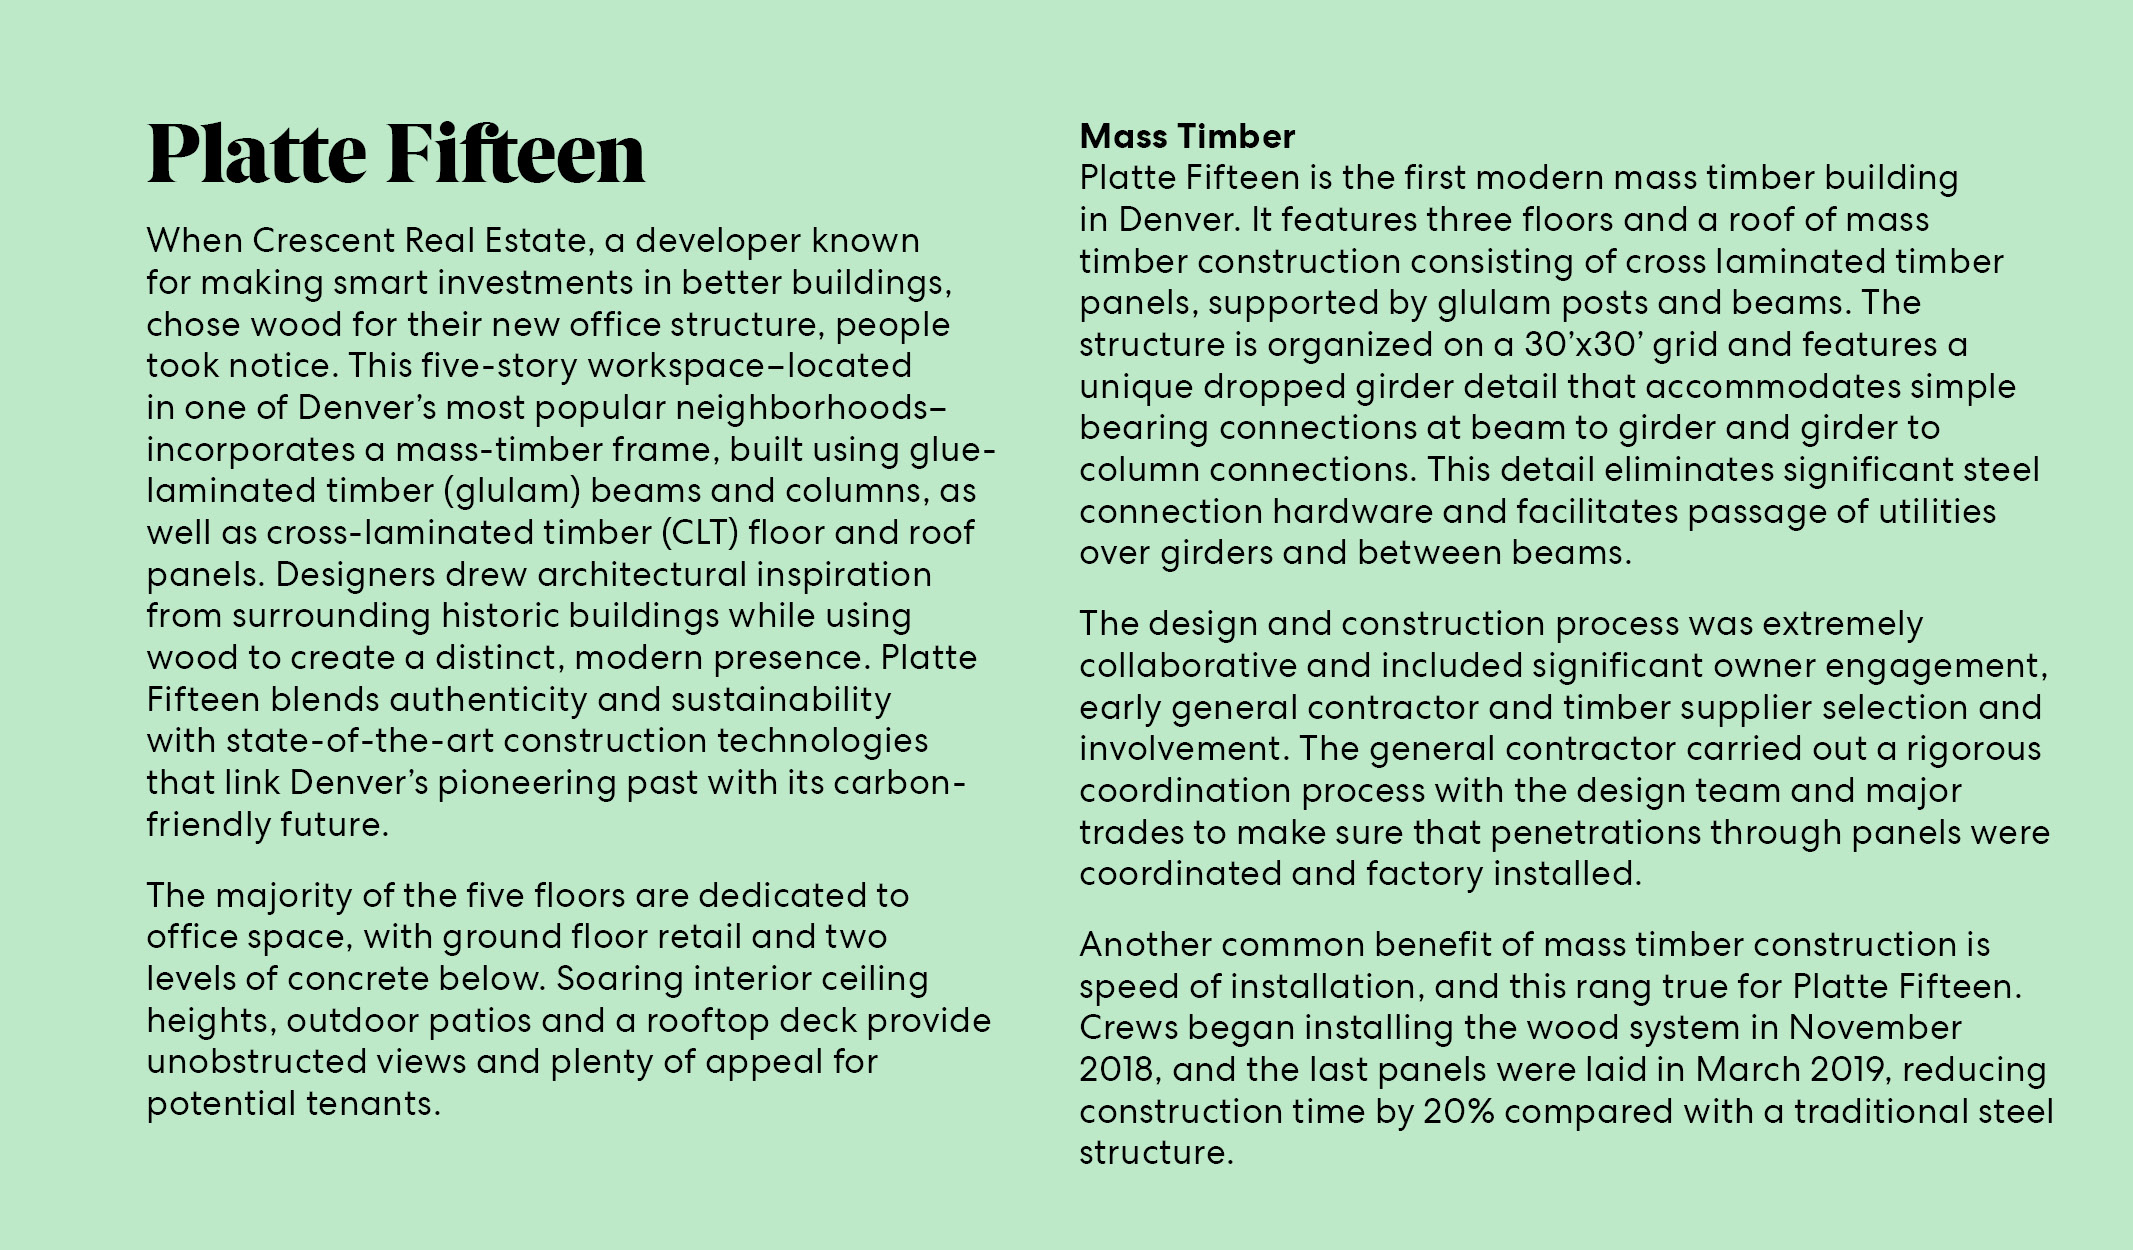 Platte Fifteen
When Crescent Real Estate, a developer known
for making smart investments in better buildings,
chose wood for their new office structure, people
took notice. This five-story workspace–located
in one of Denver’s most popular neighborhoods–
incorporates a mass-timber frame, built using glue-
laminated timber (glulam) beams and columns, as
well as cross-laminated timber (CLT) floor and roof
panels. Designers drew architectural inspiration
from surrounding historic buildings while using
wood to create a distinct, modern presence. Platte
Fifteen blends authenticity and sustainability
with state-of-the-art construction technologies
that link Denver’s pioneering past with its carbon-
friendly future.
The majority of the five floors are dedicated to
office space, with ground floor retail and two
levels of concrete below. Soaring interior ceiling
heights, outdoor patios and a rooftop deck provide
unobstructed views and plenty of appeal for
potential tenants.
Mass Timber
Platte Fifteen is the first modern mass timber building
in Denver. It features three floors and a roof of mass
timber construction consisting of cross laminated timber
panels, supported by glulam posts and beams. The
structure is organized on a 30’x30’ grid and features a
unique dropped girder detail that accommodates simple
bearing connections at beam to girder and girder to
column connections. This detail eliminates significant steel
connection hardware and facilitates passage of utilities
over girders and between beams.
The design and construction process was extremely
collaborative and included significant owner engagement,
early general contractor and timber supplier selection and
involvement. The general contractor carried out a rigorous
coordination process with the design team and major
trades to make sure that penetrations through panels were
coordinated and factory installed.
Another common benefit of mass timber construction is
speed of installation, and this rang true for Platte Fifteen.
Crews began installing the wood system in November
2018, and the last panels were laid in March 2019, reducing
construction time by 20% compared with a traditional steel
structure.